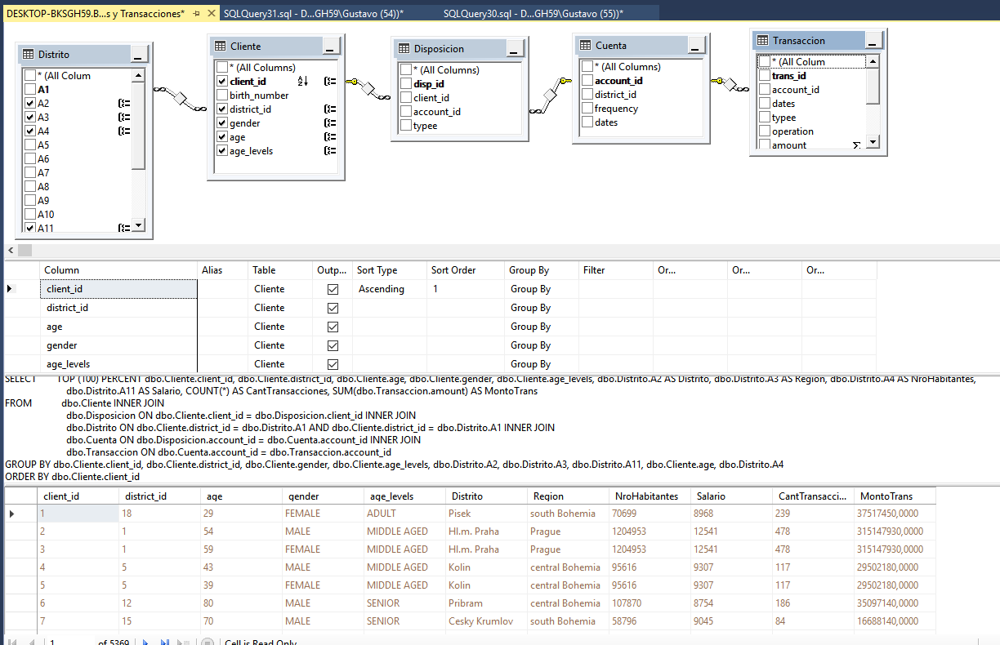 DESKTOP-BKSGH59.B...s y Transacciones*
SQLQuery31.sql - D...GH59\Gustavo (54))*
SQLQuery30.sql - D...GH59\Gustavo (55))*
Distrito
* (All Colum
A1
A2
A3
A4
A5
A6
A7
A8
A9
A10
A11
Cliente
* (All Columns)
client_id
birth_number
district_id
gender
age
age_levels
Disposicion
* (All Columns)
disp_id
client_id
account_id
typee
Cuenta
* (All Columns)
account_id
district_id
frequency
dates
Transaccion
* (All Colum
trans_id
account_id
dates
typee
operation
amount
Column Alias Table Outp... Sort Type Sort Order Group By Filter Or... Or... Or...
client_id Cliente Ascending 1 Group By
district_id Cliente Group By
age Cliente Group By
gender Cliente Group By
age_levels Cliente Group By
SELECT TOP (100) PERCENT dbo.Cliente.client_id, dbo.Cliente.district_id, dbo.Cliente.age, dbo.Cliente.gender, dbo.Cliente.age_levels, dbo.Distrito.A2 AS Distrito, dbo.Distrito.A3 AS Region, dbo.Distrito.A4 AS NroHabitantes,
dbo.Distrito.A11 AS Salario, COUNT(*) AS CantTransacciones, SUM(dbo.Transaccion.amount) AS MontoTrans
FROM dbo.Cliente INNER JOIN
dbo.Disposicion ON dbo.Cliente.client_id = dbo.Disposicion.client_id INNER JOIN
dbo.Distrito ON dbo.Cliente.district_id = dbo.Distrito.A1 AND dbo.Cliente.district_id = dbo.Distrito.A1 INNER JOIN
dbo.Cuenta ON dbo.Disposicion.account_id = dbo.Cuenta.account_id INNER JOIN
dbo.Transaccion ON dbo.Cuenta.account_id = dbo.Transaccion.account_id
GROUP BY dbo.Cliente.client_id, dbo.Cliente.district_id, dbo.Cliente.gender, dbo.Cliente.age_levels, dbo.Distrito.A2, dbo.Distrito.A3, dbo.Distrito.A11, dbo.Cliente.age, dbo.Distrito.A4
ORDER BY dbo.Cliente.client_id
client_id district_id age gender age_levels Distrito Region NroHabitantes Salario CantTransacci... MontoTrans
1 18 29 FEMALE ADULT Pisek south Bohemia 70699 8968 239 37517450,0000
2 1 54 MALE MIDDLE AGED Hl.m. Praha Prague 1204953 12541 478 315147930,0000
3 1 59 FEMALE MIDDLE AGED Hl.m. Praha Prague 1204953 12541 478 315147930,0000
4 5 43 MALE MIDDLE AGED Kolin central Bohemia 95616 9307 117 29502180,0000
5 5 39 FEMALE MIDDLE AGED Kolin central Bohemia 95616 9307 117 29502180,0000
6 12 80 MALE SENIOR Pribram central Bohemia 107870 8754 186 35097140,0000
7 15 70 MALE SENIOR Cesky Krumlov south Bohemia 58796 9045 84 16688140,0000
1 of 5369 Cell is Read Only.